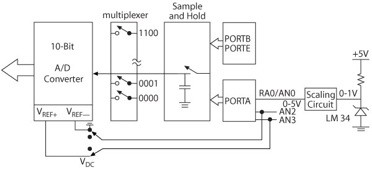 multiplexer
Sample
and Hold
10-Bit
A/D
Converter
1100
0001
0000
PORTB
PORTE
PORTA
RA0/AN0
0-5V
AN2
AN3
Scaling
Circuit
0-1V
+5V
LM 34
VREF+
VREF—
VDC